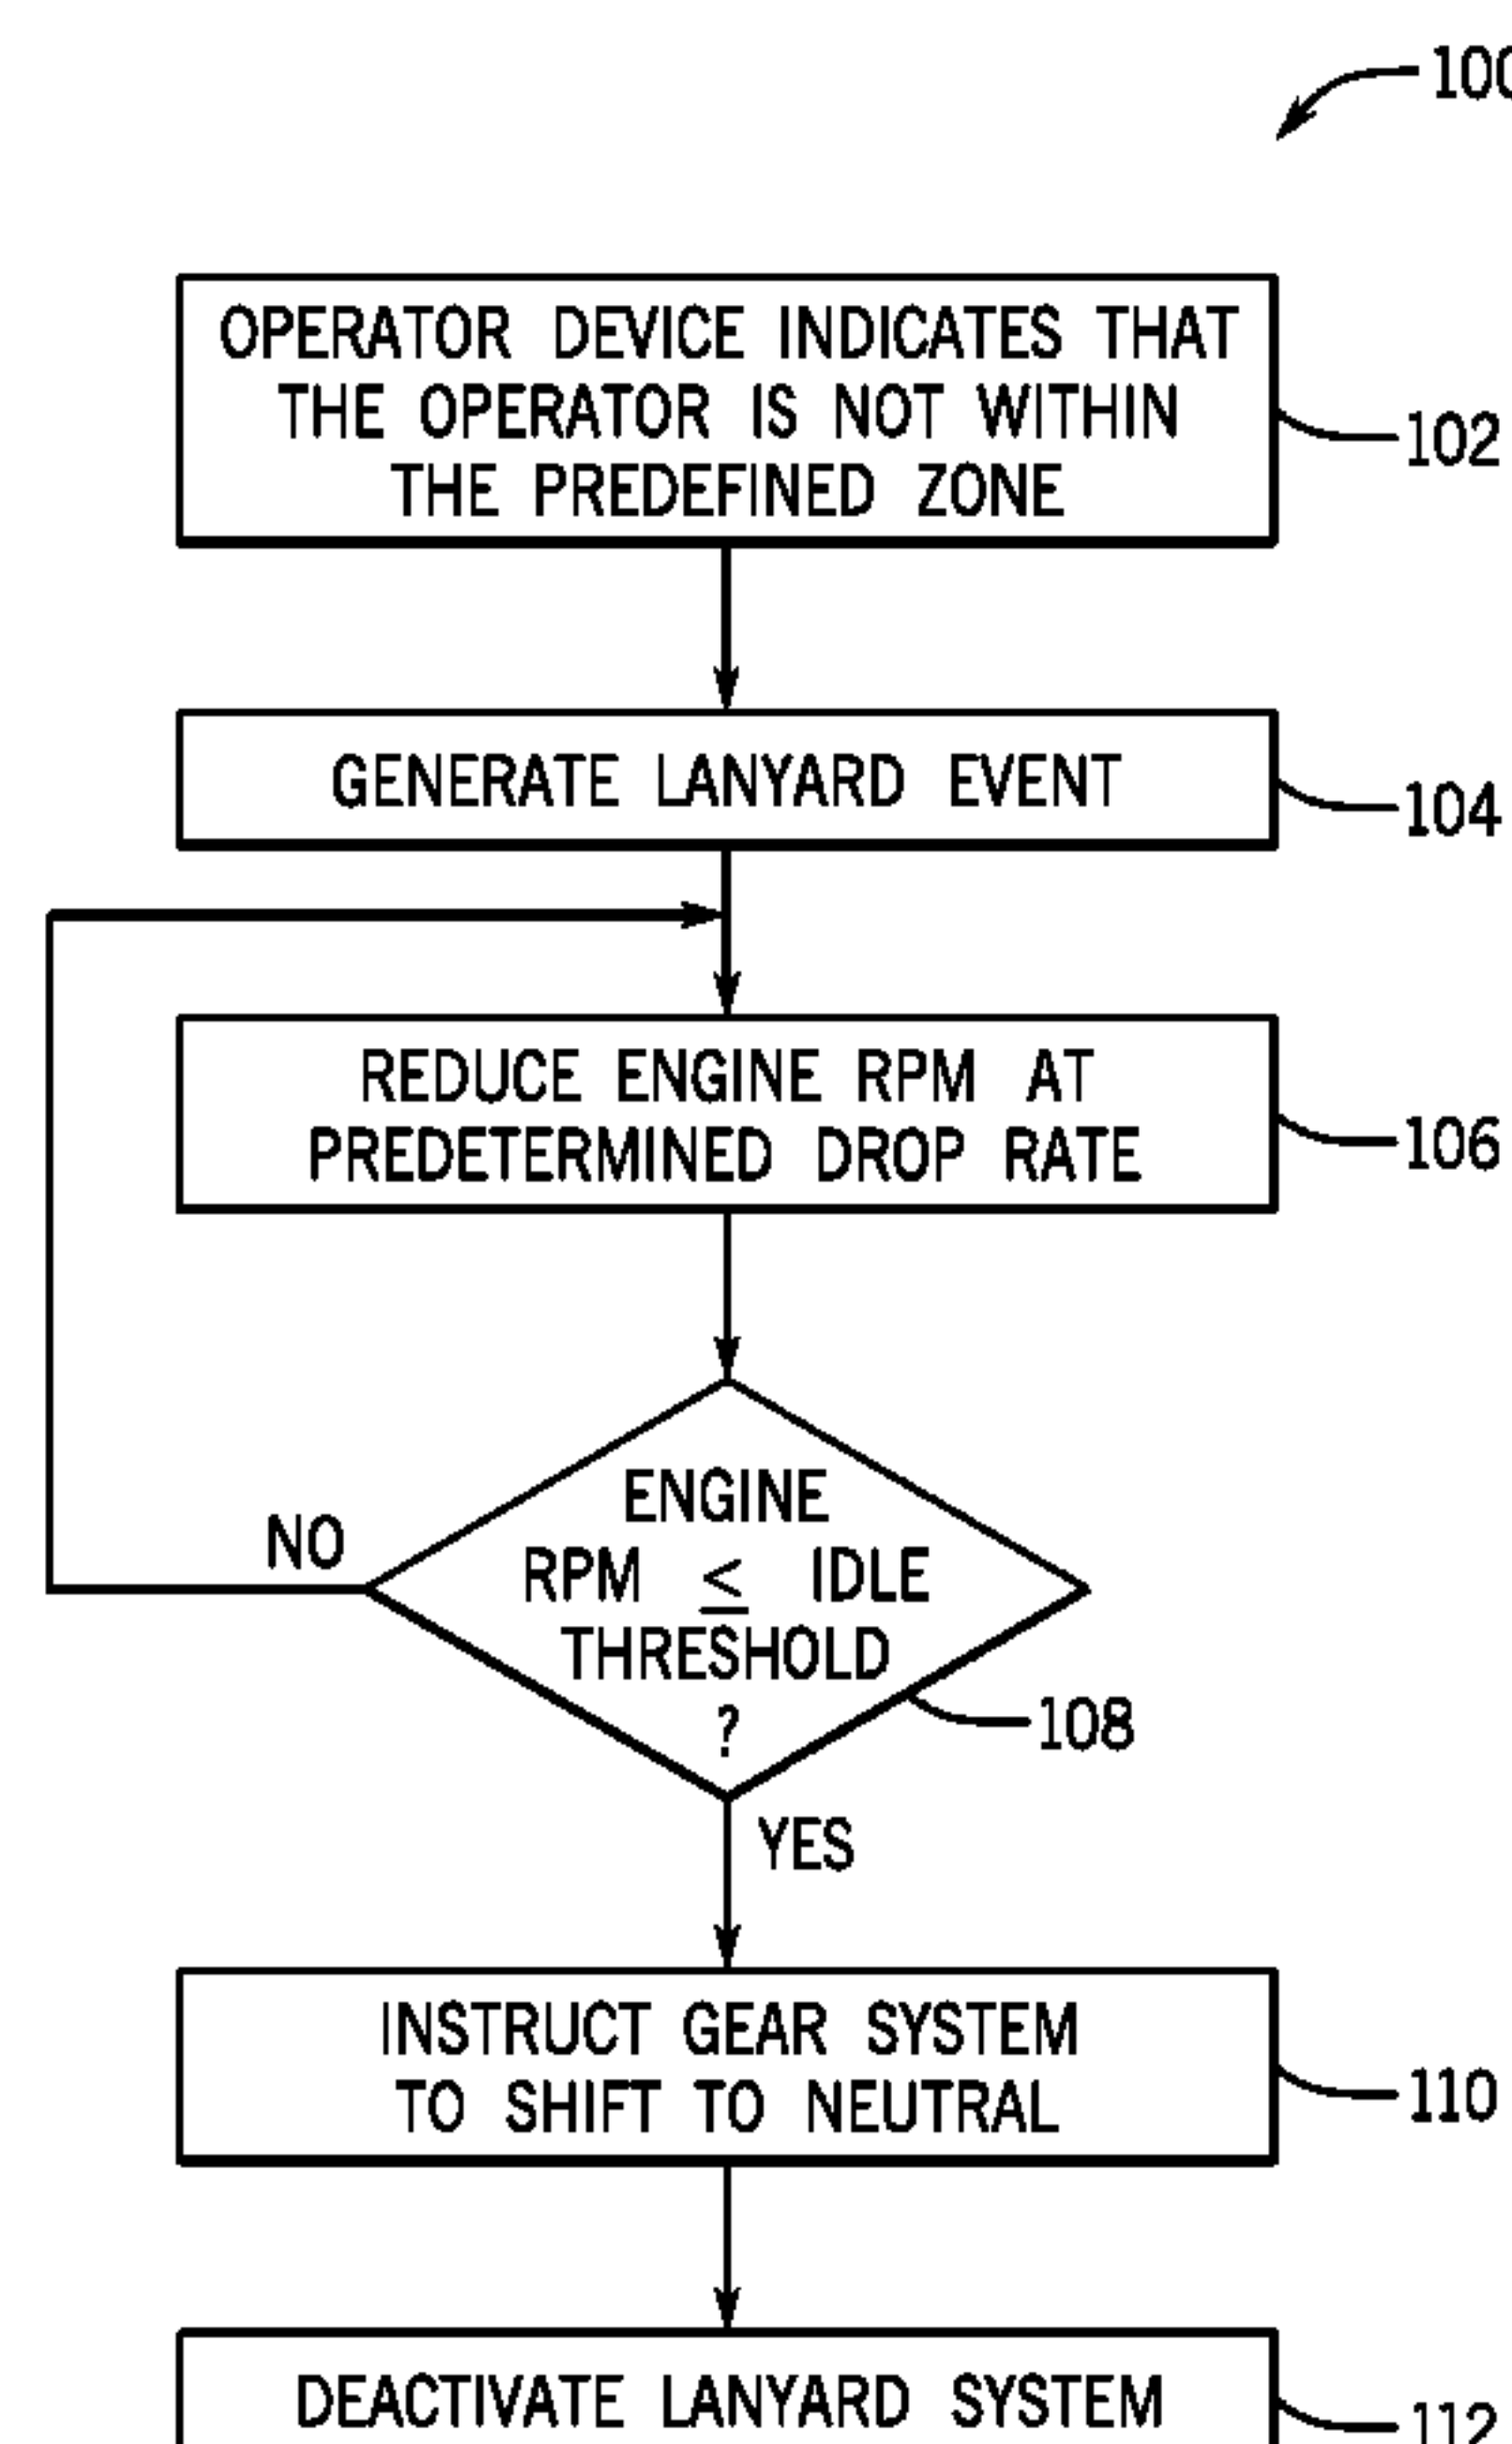 100
OPERATOR DEVICE INDICATES THAT
THE OPERATOR IS NOT WITHIN
THE PREDEFINED ZONE
102
GENERATE LANYARD EVENT
104
REDUCE ENGINE RPM AT
PREDETERMINED DROP RATE
106
ENGINE
RPM ≤ IDLE
THRESHOLD
?
NO
108
YES
INSTRUCT GEAR SYSTEM
TO SHIFT TO NEUTRAL
110
DEACTIVATE LANYARD SYSTEM
112